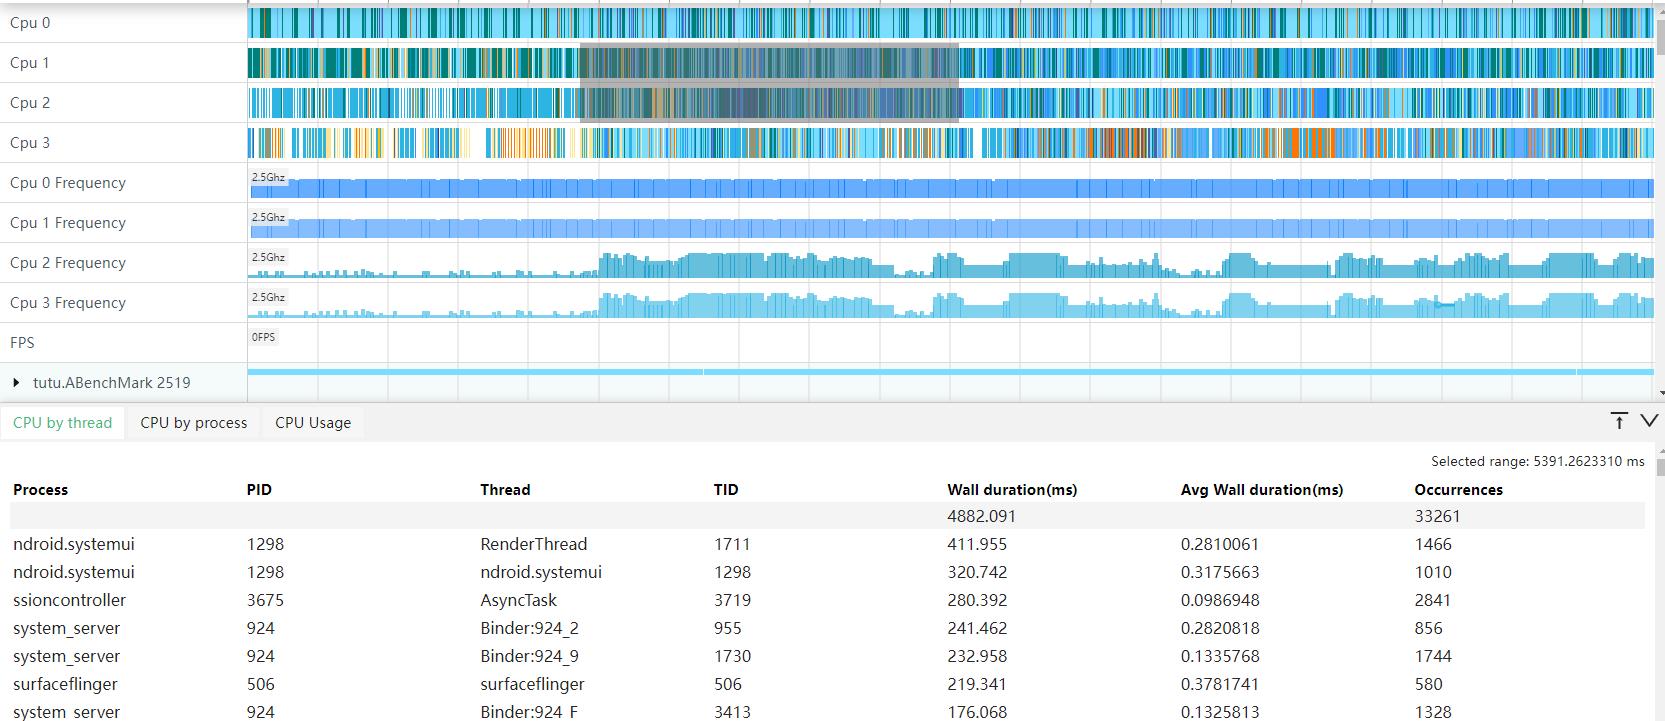 Cpu 0
Cpu 1
Cpu 2
Cpu 3
Cpu 0 Frequency
2.5Ghz
Cpu 1 Frequency
2.5Ghz
Cpu 2 Frequency
2.5Ghz
Cpu 3 Frequency
2.5Ghz
FPS
0FPS
tutu.ABenchMark 2519
CPU by thread CPU by process CPU Usage
Selected range: 5391.2623310 ms
Process PID Thread TID Wall duration(ms) Avg Wall duration(ms) Occurrences
4882.091 33261
ndroid.systemui 1298 RenderThread 1711 411.955 0.2810061 1466
ndroid.systemui 1298 ndroid.systemui 1298 320.742 0.3175663 1010
ssioncontroller 3675 AsyncTask 3719 280.392 0.0986948 2841
system_server 924 Binder:924_2 955 241.462 0.2820818 856
system_server 924 Binder:924_9 1730 232.958 0.1335768 1744
surfaceflinger 506 surfaceflinger 506 219.341 0.3781741 580
system_server 924 Binder:924_F 3413 176.068 0.1325813 1328